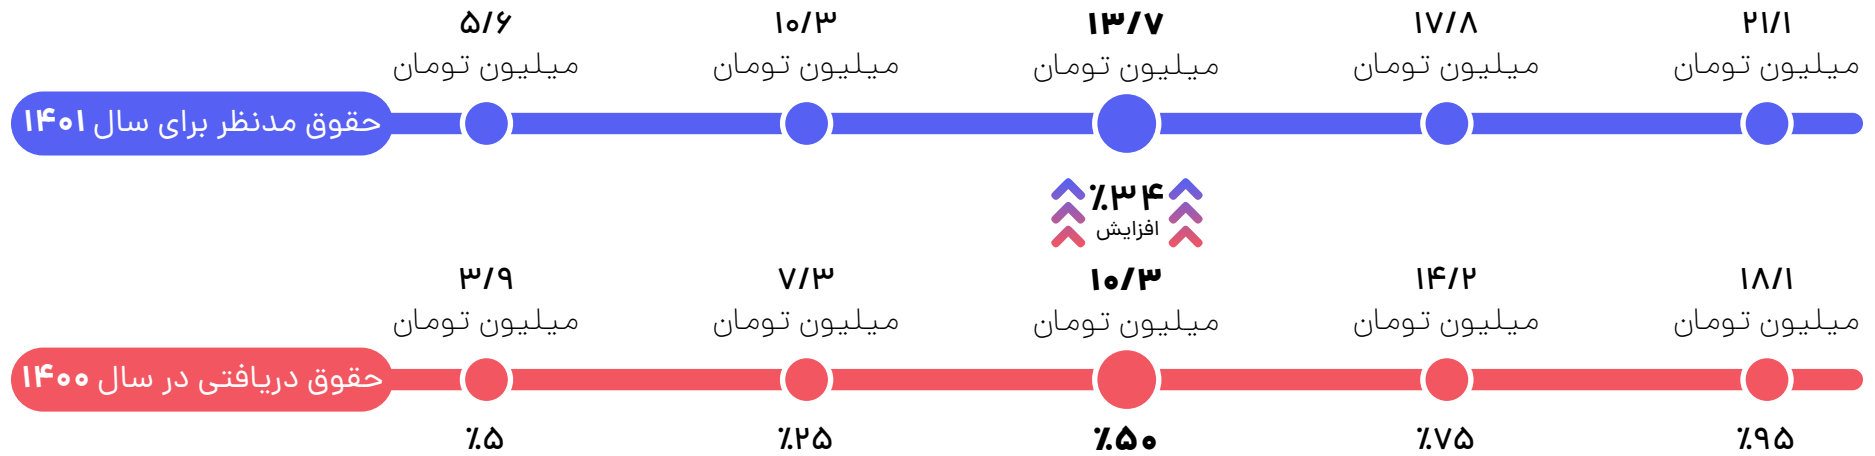 ۵/۶
میلیون تومان
۱۰/۳
میلیون تومان
۱۳/۷
میلیون تومان
۱۷/۸
میلیون تومان
۲۱/۱
میلیون تومان
حقوق مدنظر برای سال ۱۴۰۱
٪۳۴
افزایش
۳/۹
میلیون تومان
۷/۳
میلیون تومان
۱۰/۳
میلیون تومان
۱۴/۲
میلیون تومان
۱۸/۱
میلیون تومان
حقوق دریافتی در سال ۱۴۰۰
٪۵
٪۲۵
٪۵۰
٪۷۵
٪۹۵